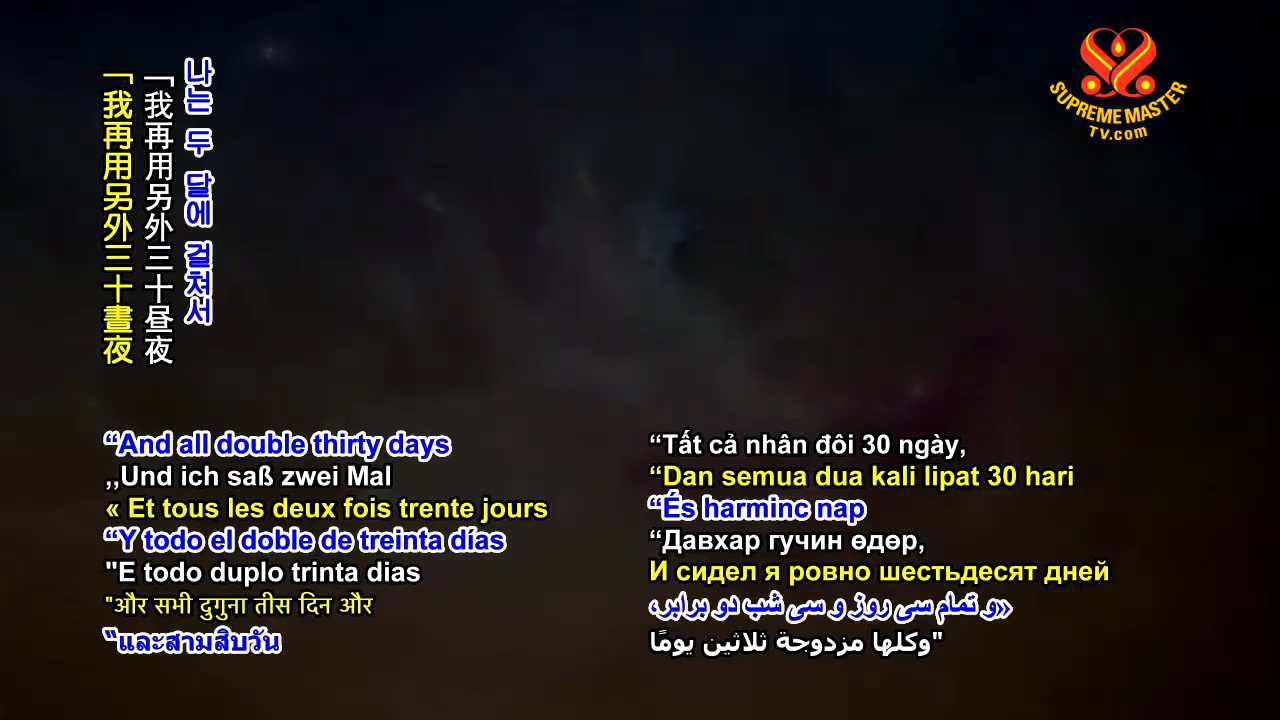 나는 두 달에 걸쳐서
「我再用另外三十昼夜
「我再用另外三十晝夜
SUPREME MASTER
TV.com
“And all double thirty days
,,Und ich saß zwei Mal
« Et tous les deux fois trente jours
“Y todo el doble de treinta días
"E todo duplo trinta dias
"और सभी दुगुना तीस दिन और
“และสามสิบวัน
“Tất cả nhân đôi 30 ngày,
“Dan semua dua kali lipat 30 hari
“És harminc nap
“Давхар гучин өдөр,
И сидел я ровно шестьдесят дней
«و تمام سی روز و سی شب دو برابر،
"وكلها مزدوجة ثلاثين يومًا